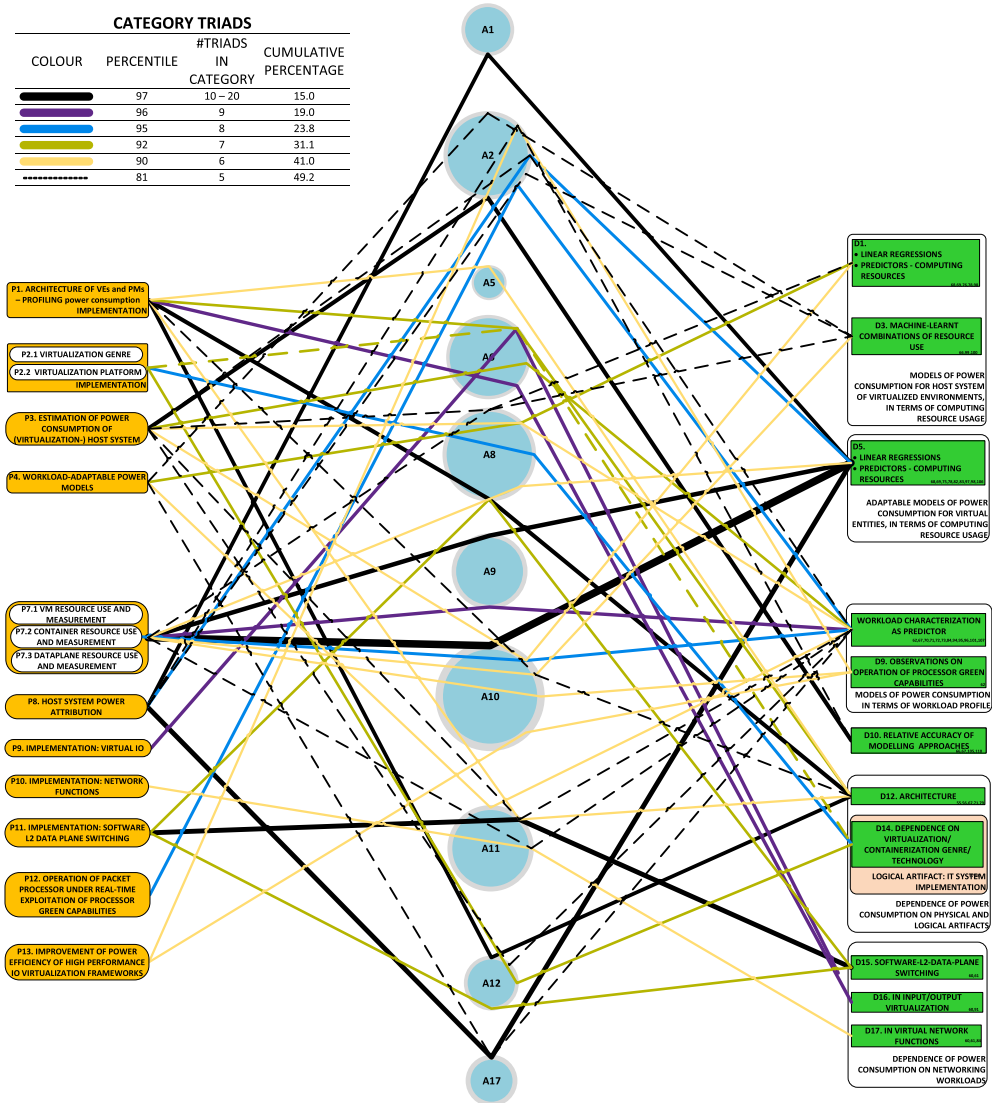 CATEGORY TRIADS
COLOUR PERCENTILE #TRIADS IN CATEGORY CUMULATIVE PERCENTAGE
97 10 – 20 15.0
96 9 19.0
95 8 23.8
92 7 31.1
90 6 41.0
81 5 49.2
A1
A2
A5
A6
A8
A9
A10
A11
A12
A17
P1. ARCHITECTURE OF VEs and PMs
– PROFILING power consumption
IMPLEMENTATION
P2.1 VIRTUALIZATION GENRE
P2.2 VIRTUALIZATION PLATFORM
IMPLEMENTATION
P3. ESTIMATION OF POWER
CONSUMPTION OF
(VIRTUALIZATION-) HOST SYSTEM
P4. WORKLOAD-ADAPTABLE POWER
MODELS
P7.1 VM RESOURCE USE AND
MEASUREMENT
P7.2 CONTAINER RESOURCE USE
AND MEASUREMENT
P7.3 DATAPLANE RESOURCE USE
AND MEASUREMENT
P8. HOST SYSTEM POWER
ATTRIBUTION
P9. IMPLEMENTATION: VIRTUAL IO
P10. IMPLEMENTATION: NETWORK
FUNCTIONS
P11. IMPLEMENTATION: SOFTWARE
L2 DATA PLANE SWITCHING
P12. OPERATION OF PACKET
PROCESSOR UNDER REAL-TIME
EXPLOITATION OF PROCESSOR
GREEN CAPABILITIES
P13. IMPROVEMENT OF POWER
EFFICIENCY OF HIGH PERFORMANCE
IO VIRTUALIZATION FRAMEWORKS
D1.
• LINEAR REGRESSIONS
• PREDICTORS - COMPUTING
RESOURCES
D3. MACHINE-LEARNT
COMBINATIONS OF RESOURCE
USE
MODELS OF POWER
CONSUMPTION FOR HOST SYSTEM
OF VIRTUALIZED ENVIRONMENTS,
IN TERMS OF COMPUTING
RESOURCE USAGE
D5.
• LINEAR REGRESSIONS
• PREDICTORS - COMPUTING
RESOURCES
ADAPTABLE MODELS OF POWER
CONSUMPTION FOR VIRTUAL
ENTITIES, IN TERMS OF COMPUTING
RESOURCE USAGE
WORKLOAD CHARACTERIZATION
AS PREDICTOR
D9. OBSERVATIONS ON
OPERATION OF PROCESSOR GREEN
CAPABILITIES
MODELS OF POWER CONSUMPTION
IN TERMS OF WORKLOAD PROFILE
D10. RELATIVE ACCURACY OF
MODELLING APPROACHES
D12. ARCHITECTURE
D14. DEPENDENCE ON
VIRTUALIZATION/
CONTAINERIZATION GENRE/
TECHNOLOGY
LOGICAL ARTIFACT: IT SYSTEM
IMPLEMENTATION
DEPENDENCE OF POWER
CONSUMPTION ON PHYSICAL AND
LOGICAL ARTIFACTS
D15. SOFTWARE-L2-DATA-PLANE
SWITCHING
D16. IN INPUT/OUTPUT
VIRTUALIZATION
D17. IN VIRTUAL NETWORK
FUNCTIONS
DEPENDENCE OF POWER
CONSUMPTION ON NETWORKING
WORKLOADS